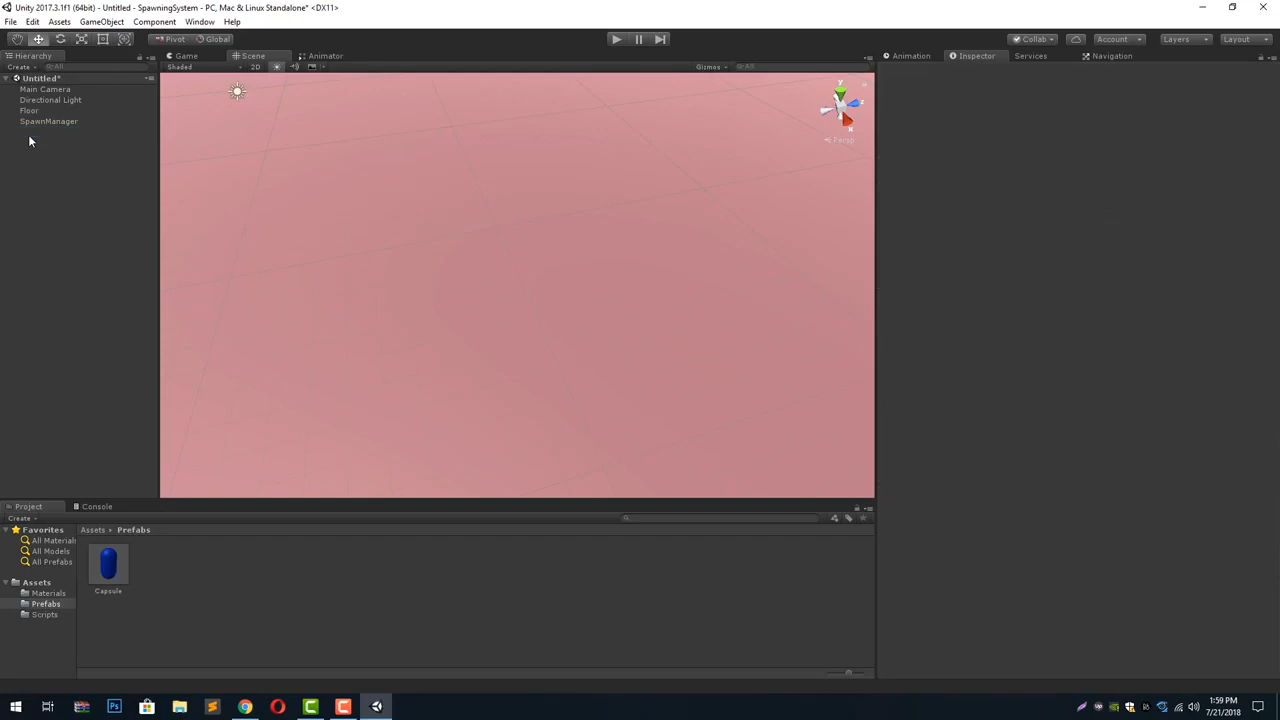 Unity 2017.3.1f1 (64bit) - Untitled - SpawningSystem - PC, Mac & Linux Standalone* <DX11>
File Edit Assets GameObject Component Window Help
Pivot Global Collab Account Layers Layout
Hierarchy Game Scene Animator Animation Inspector Services Navigation
Create All Shaded 2D Gizmos All
Untitled*
Main Camera
Directional Light
Floor
SpawnManager
y
z
x
Persp
Project Console
Create
Favorites
All Materials
All Models
All Prefabs
Assets
Materials
Prefabs
Scripts
Assets Prefabs
Capsule
1:59 PM
7/21/2018